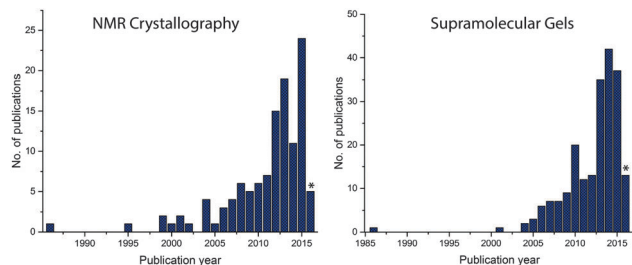 NMR Crystallography
No. of publications
25
20
15
10
5
0
*
1990 1995 2000 2005 2010 2015
Publication year
Supramolecular Gels
No. of publications
50
40
30
20
10
0
*
1985 1990 1995 2000 2005 2010 2015
Publication year